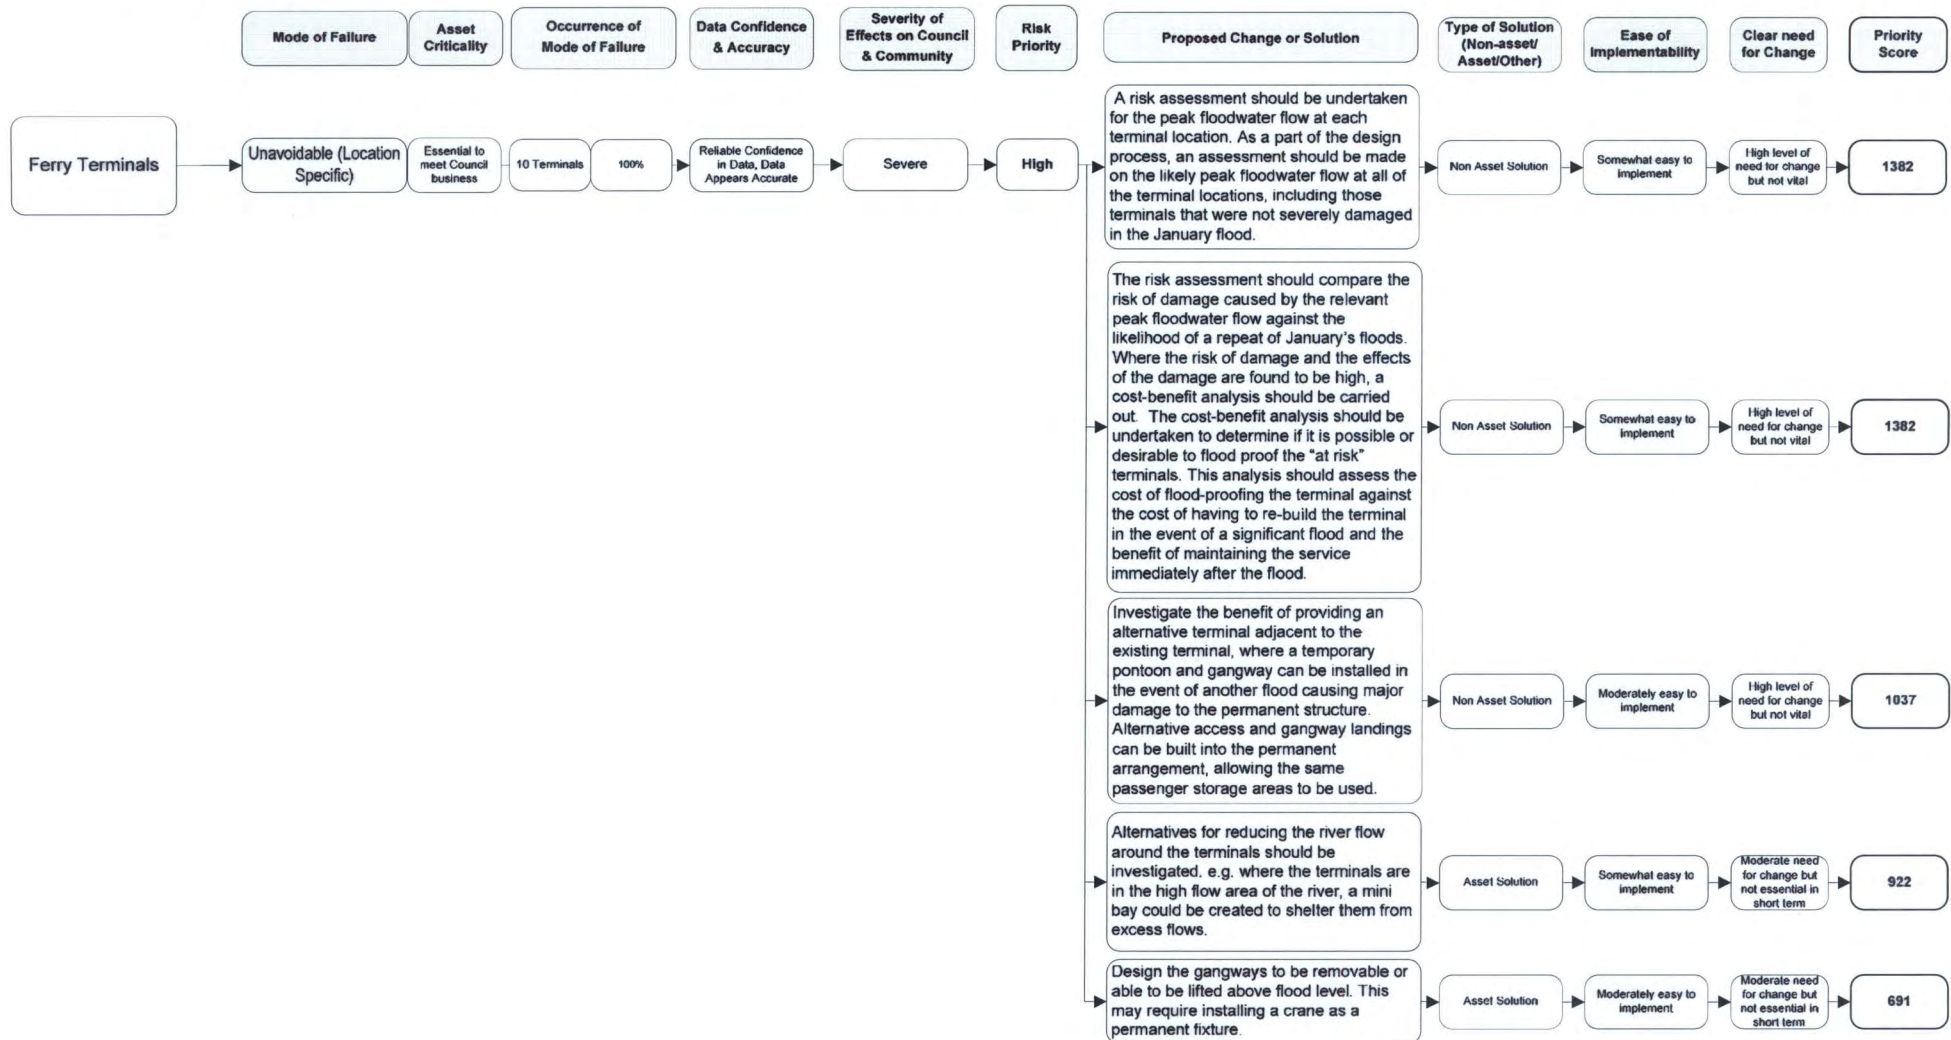 Mode of Failure
Asset
Criticality
Occurrence of
Mode of Failure
Data Confidence
& Accuracy
Severity of
Effects on Council
& Community
Risk
Priority
Proposed Change or Solution
Type of Solution
(Non-asset/
Asset/Other)
Ease of
Implementability
Clear need
for Change
Priority
Score
Ferry Terminals
Unavoidable (Location
Specific)
Essential to
meet Council
business
10 Terminals
100%
Reliable Confidence
in Data, Data
Appears Accurate
Severe
High
A risk assessment should be undertaken
for the peak floodwater flow at each
terminal location. As a part of the design
process, an assessment should be made
on the likely peak floodwater flow at all of
the terminal locations, including those
terminals that were not severely damaged
in the January flood.
Non Asset Solution
Somewhat easy to
implement
High level of
need for change
but not vital
1382
The risk assessment should compare the
risk of damage caused by the relevant
peak floodwater flow against the
likelihood of a repeat of January's floods.
Where the risk of damage and the effects
of the damage are found to be high, a
cost-benefit analysis should be carried
out. The cost-benefit analysis should be
undertaken to determine if it is possible or
desirable to flood proof the "at risk"
terminals. This analysis should assess the
cost of flood-proofing the terminal against
the cost of having to re-build the terminal
in the event of a significant flood and the
benefit of maintaining the service
immediately after the flood.
Non Asset Solution
Somewhat easy to
implement
High level of
need for change
but not vital
1382
Investigate the benefit of providing an
alternative terminal adjacent to the
existing terminal, where a temporary
pontoon and gangway can be installed in
the event of another flood causing major
damage to the permanent structure.
Alternative access and gangway landings
can be built into the permanent
arrangement, allowing the same
passenger storage areas to be used.
Non Asset Solution
Moderately easy to
implement
High level of
need for change
but not vital
1037
Alternatives for reducing the river flow
around the terminals should be
investigated. e.g. where the terminals are
in the high flow area of the river, a mini
bay could be created to shelter them from
excess flows.
Asset Solution
Somewhat easy to
implement
Moderate need
for change but
not essential in
short term
922
Design the gangways to be removable or
able to be lifted above flood level. This
may require installing a crane as a
permanent fixture.
Asset Solution
Moderately easy to
implement
Moderate need
for change but
not essential in
short term
691